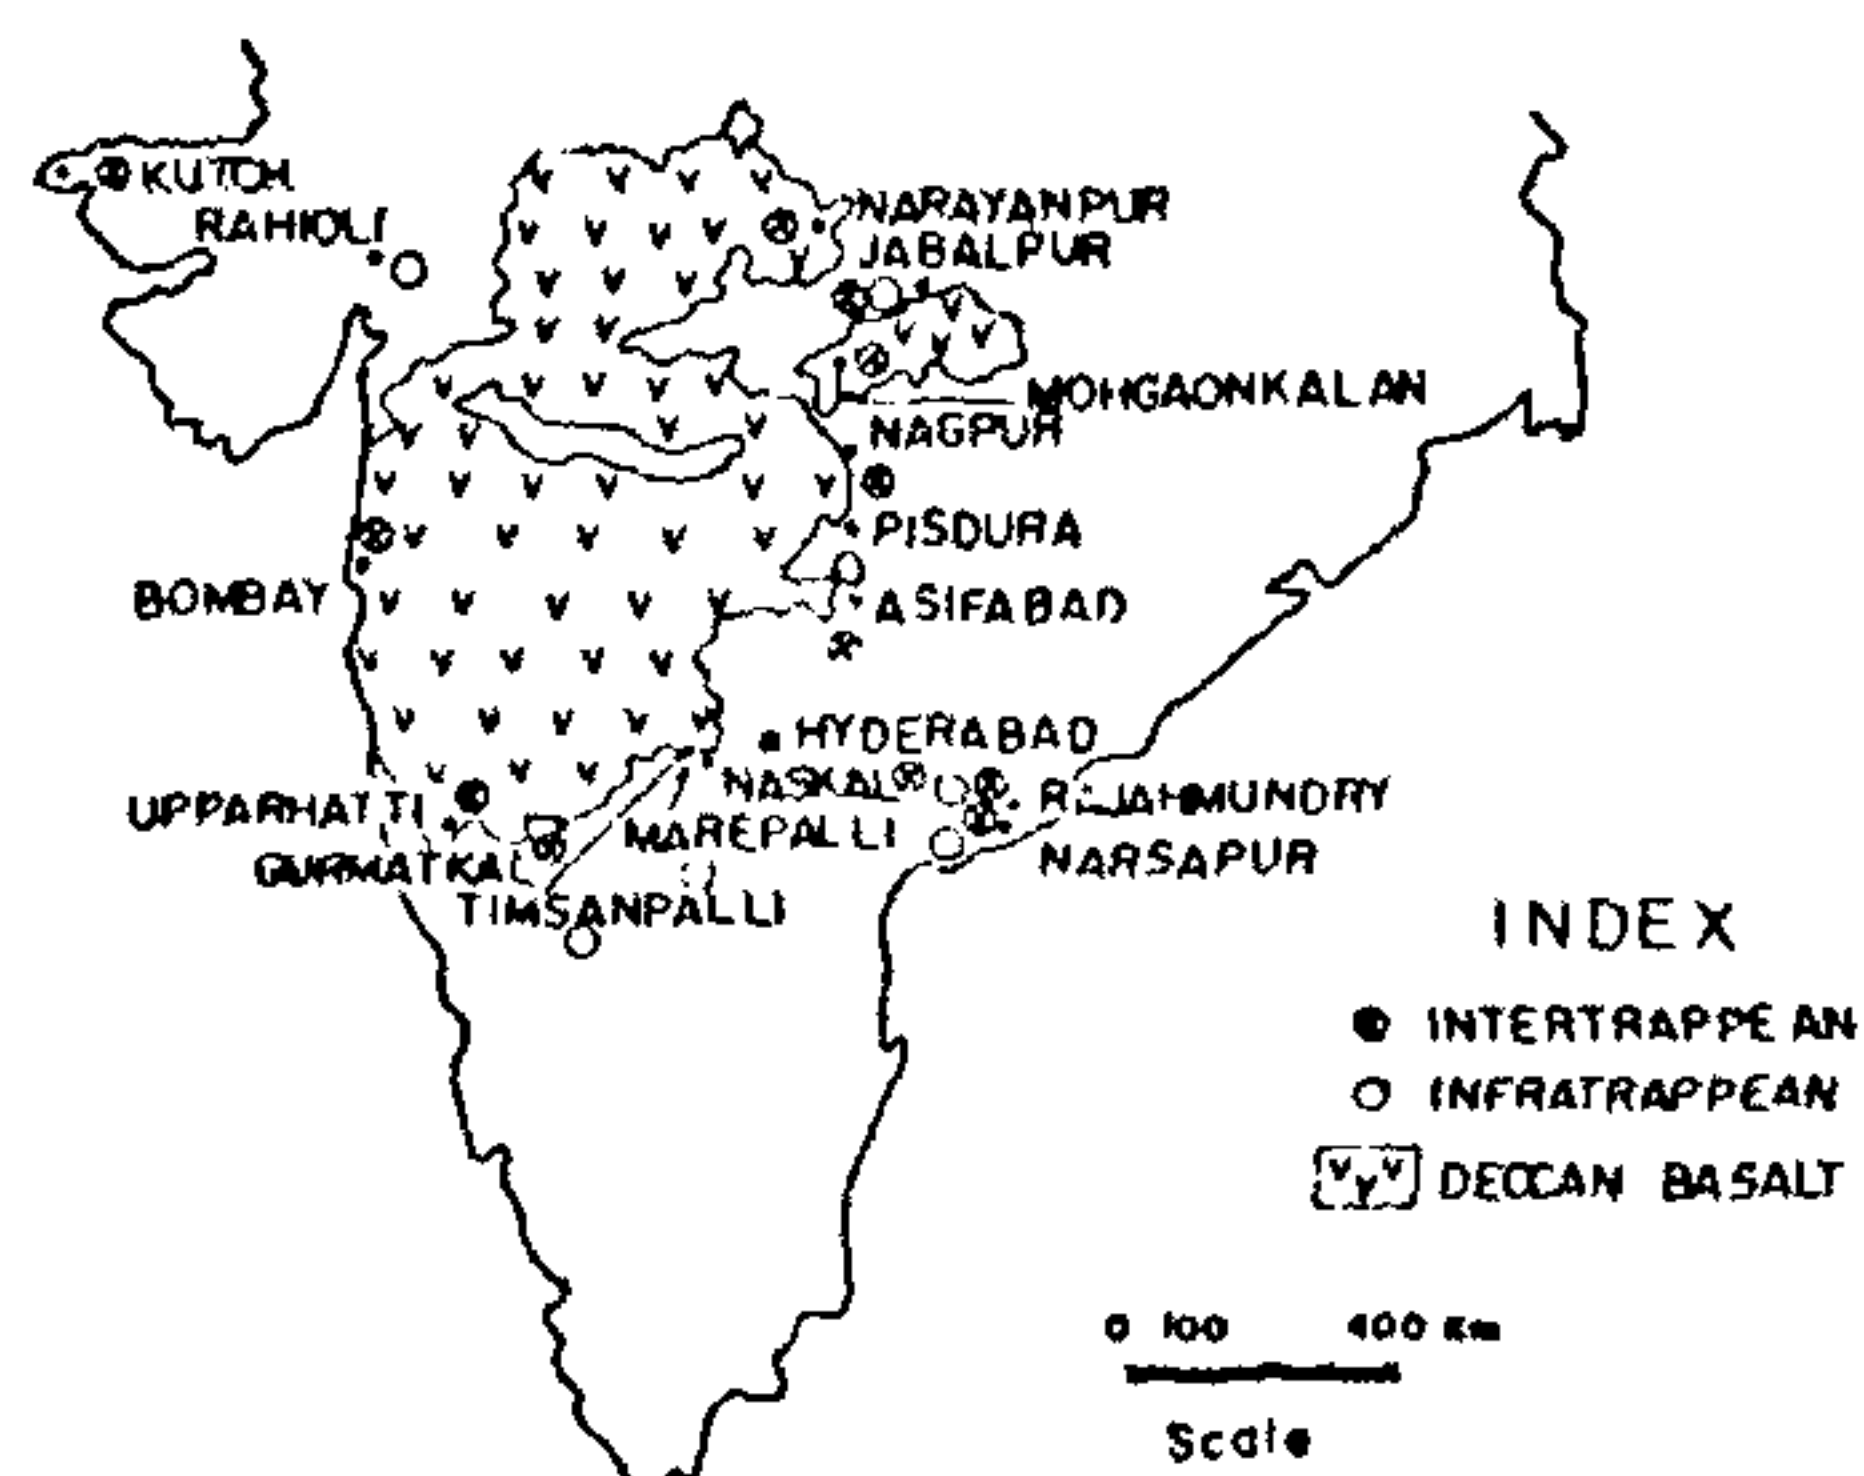 KUTCH
RAHIOLI
NARAYANPUR
JABALPUR
MOHGAONKALAN
NAGPUR
PISDURA
BOMBAY
ASIFABAD
HYDERABAD
NASKAL
RAJAHMUNDRY
UPPARHATTI
MAREPALLI
GURMATKAL
NARSAPUR
TIMSANPALLI
INDEX
INTERTRAPPEAN
INFRATRAPPEAN
DECCAN BASALT
0 100 400 Km
Scale